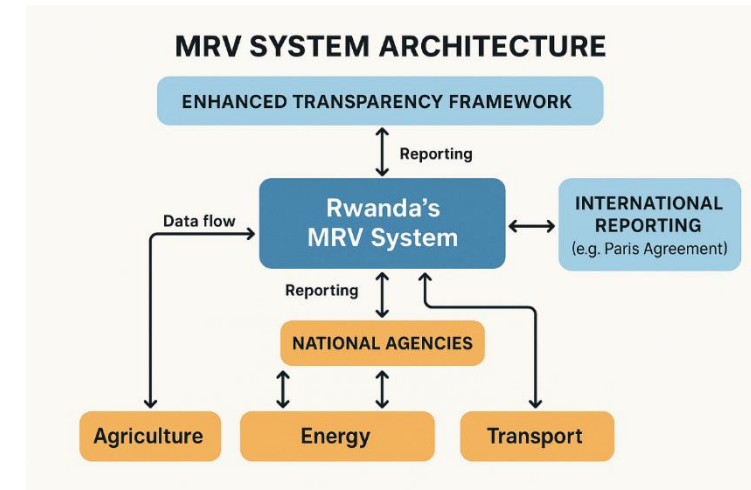 MRV SYSTEM ARCHITECTURE
ENHANCED TRANSPARENCY FRAMEWORK
Reporting
Rwanda's
MRV System
INTERNATIONAL
REPORTING
(e.g. Paris Agreement)
Data flow
Reporting
NATIONAL AGENCIES
Agriculture
Energy
Transport